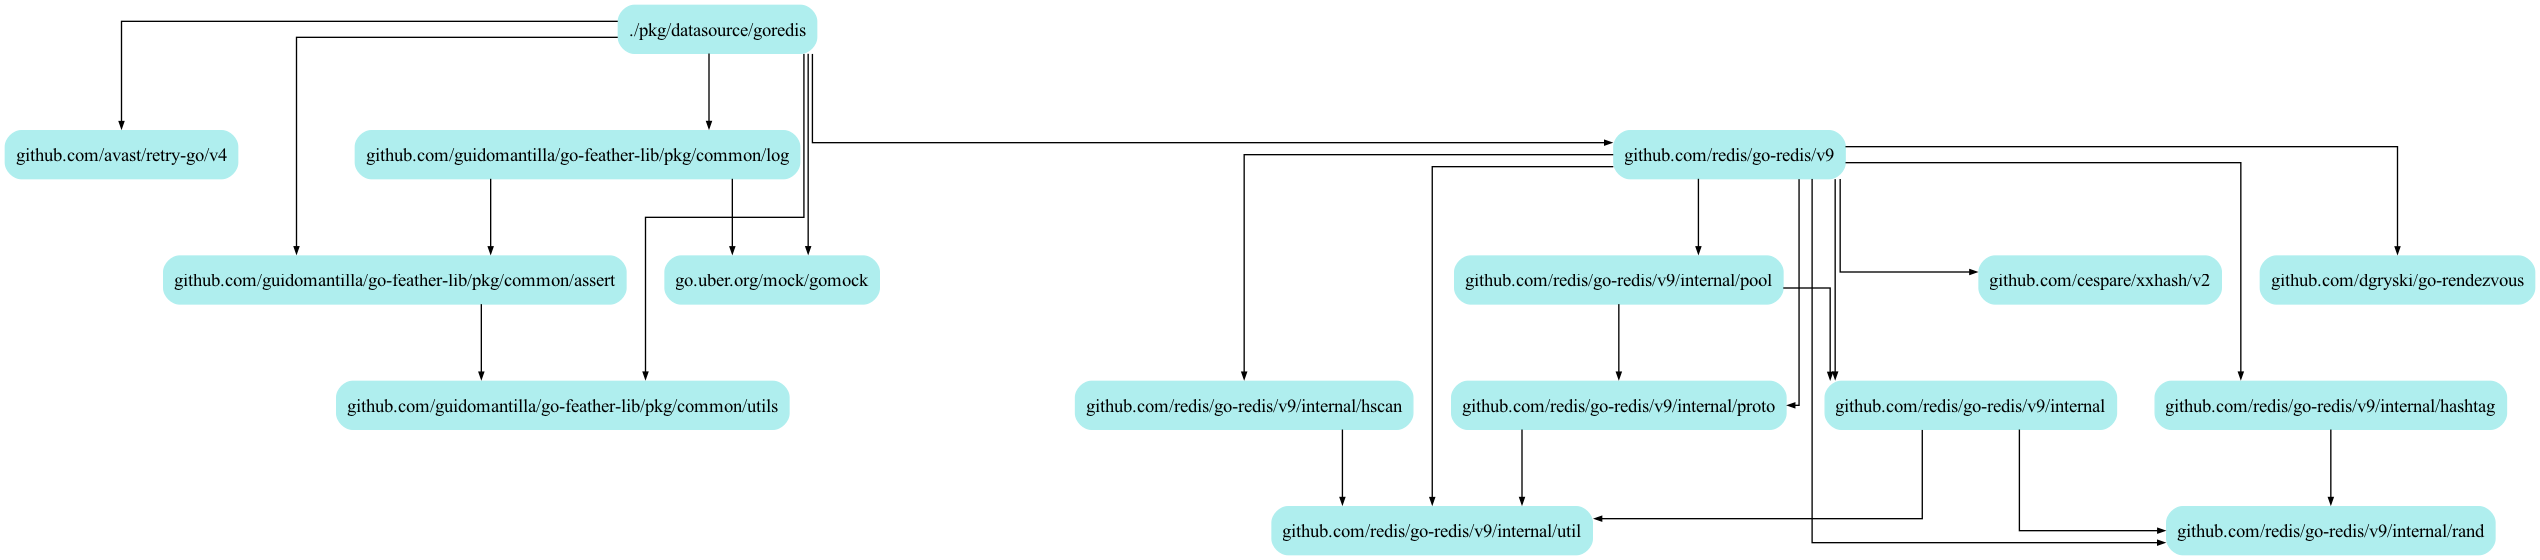 ./pkg/datasource/goredis
github.com/avast/retry-go/v4
github.com/guidomantilla/go-feather-lib/pkg/common/log
github.com/redis/go-redis/v9
github.com/guidomantilla/go-feather-lib/pkg/common/assert
go.uber.org/mock/gomock
github.com/redis/go-redis/v9/internal/pool
github.com/cespare/xxhash/v2
github.com/dgryski/go-rendezvous
github.com/guidomantilla/go-feather-lib/pkg/common/utils
github.com/redis/go-redis/v9/internal/hscan
github.com/redis/go-redis/v9/internal/proto
github.com/redis/go-redis/v9/internal
github.com/redis/go-redis/v9/internal/hashtag
github.com/redis/go-redis/v9/internal/util
github.com/redis/go-redis/v9/internal/rand